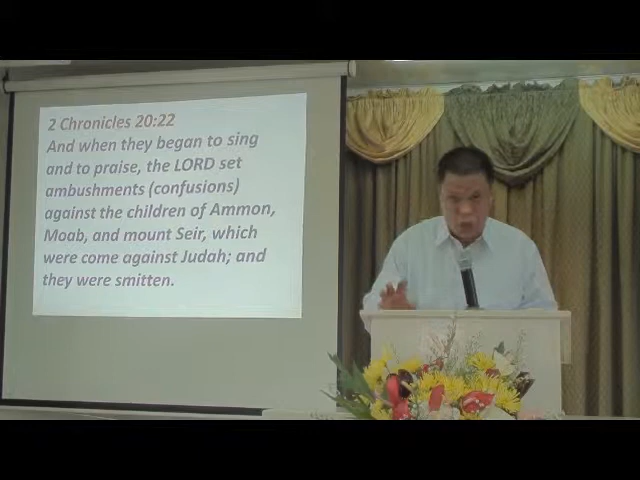 2 Chronicles 20:22
And when they began to sing
and to praise, the LORD set
ambushments (confusions)
against the children of Ammon,
Moab, and mount Seir, which
were come against Judah; and
they were smitten.